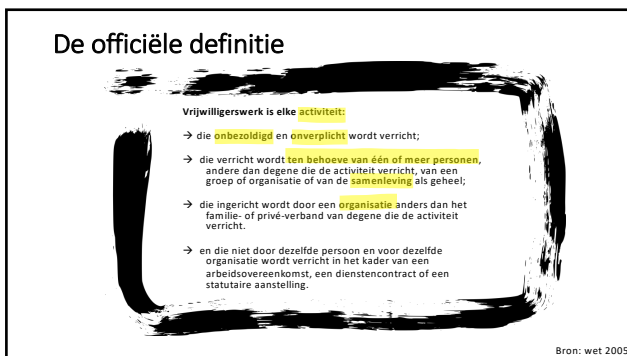 De officiële definitie
Vrijwilligerswerk is elke activiteit:
→ die onbezoldigd en onverplicht wordt verricht;
→ die verricht wordt ten behoeve van één of meer personen,
andere dan degene die de activiteit verricht, van een
groep of organisatie of van de samenleving als geheel;
→ die ingericht wordt door een organisatie anders dan het
familie- of privé-verband van degene die de activiteit
verricht.
→ en die niet door dezelfde persoon en voor dezelfde
organisatie wordt verricht in het kader van een
arbeidsovereenkomst, een dienstencontract of een
statutaire aanstelling.
Bron: wet 2005